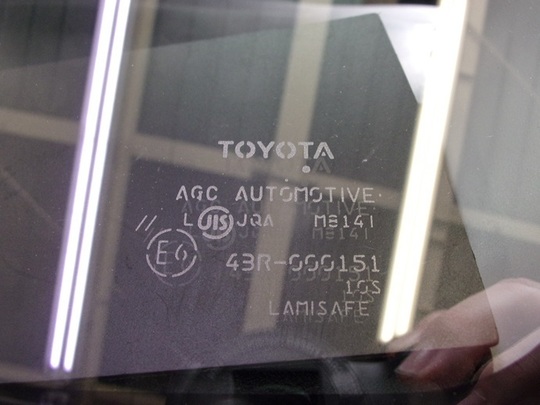 TOYOTA
AGC AUTOMOTIVE
L JIS JQA M8141
E6 43R-000151
10S
LAMISAFE